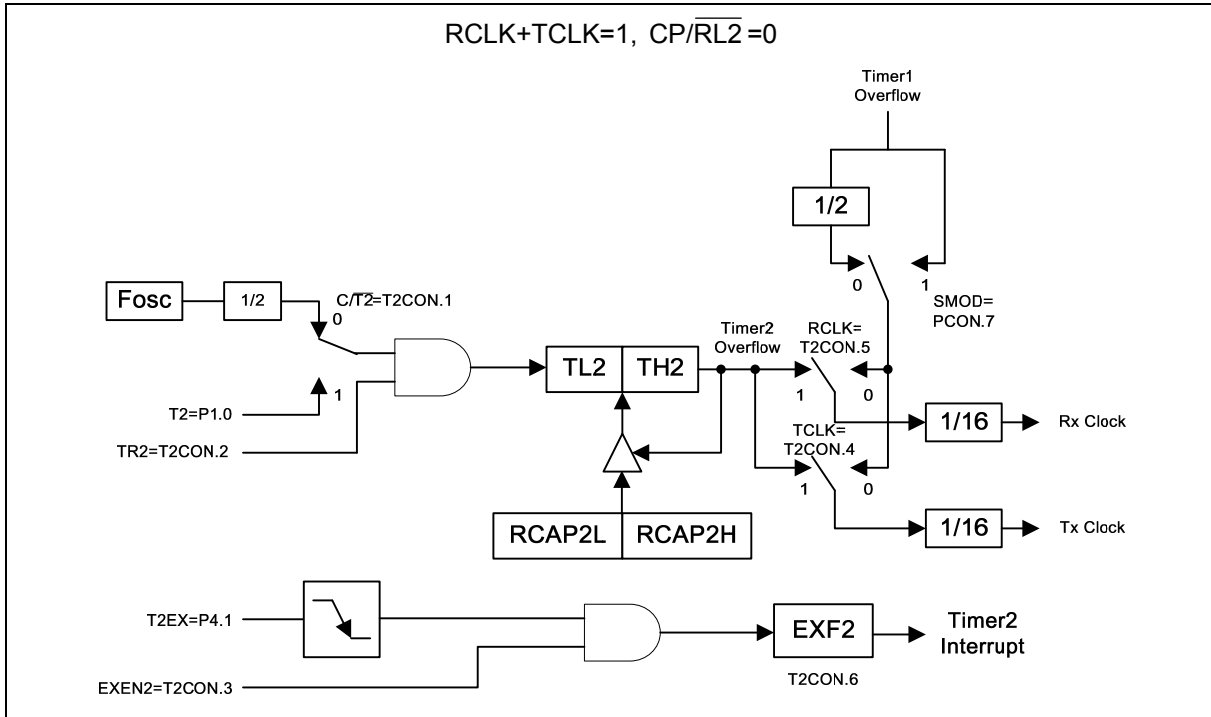 RCLK+TCLK=1, CP/R̅L̅2̅=0
Timer1
Overflow
1/2
0
1
SMOD=
PCON.7
Fosc
1/2
C/T̅2̅=T2CON.1
0
1
T2=P1.0
TR2=T2CON.2
TL2
TH2
Timer2
Overflow
RCLK=
T2CON.5
1
0
1/16
Rx Clock
TCLK=
T2CON.4
1
0
1/16
Tx Clock
RCAP2L
RCAP2H
T2EX=P4.1
EXEN2=T2CON.3
EXF2
T2CON.6
Timer2
Interrupt